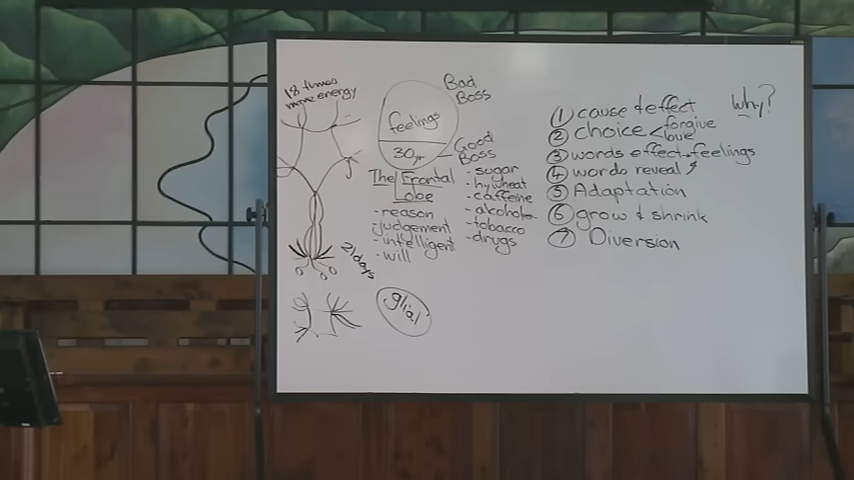 18 times
more energy
Bad
Boss
feelings
30yr
Good
Boss
The Frontal
Lobe
-reason
-judgement
-intelligent
-will
-sugar
-hy wheat
-caffeine
-alcohol
-tobacco
-drugs
21 days
glial
Why?
① cause & effect
② choice < forgive
love
③ words effect feelings
④ words reveal
⑤ Adaptation
⑥ grow & shrink
⑦ Diversion